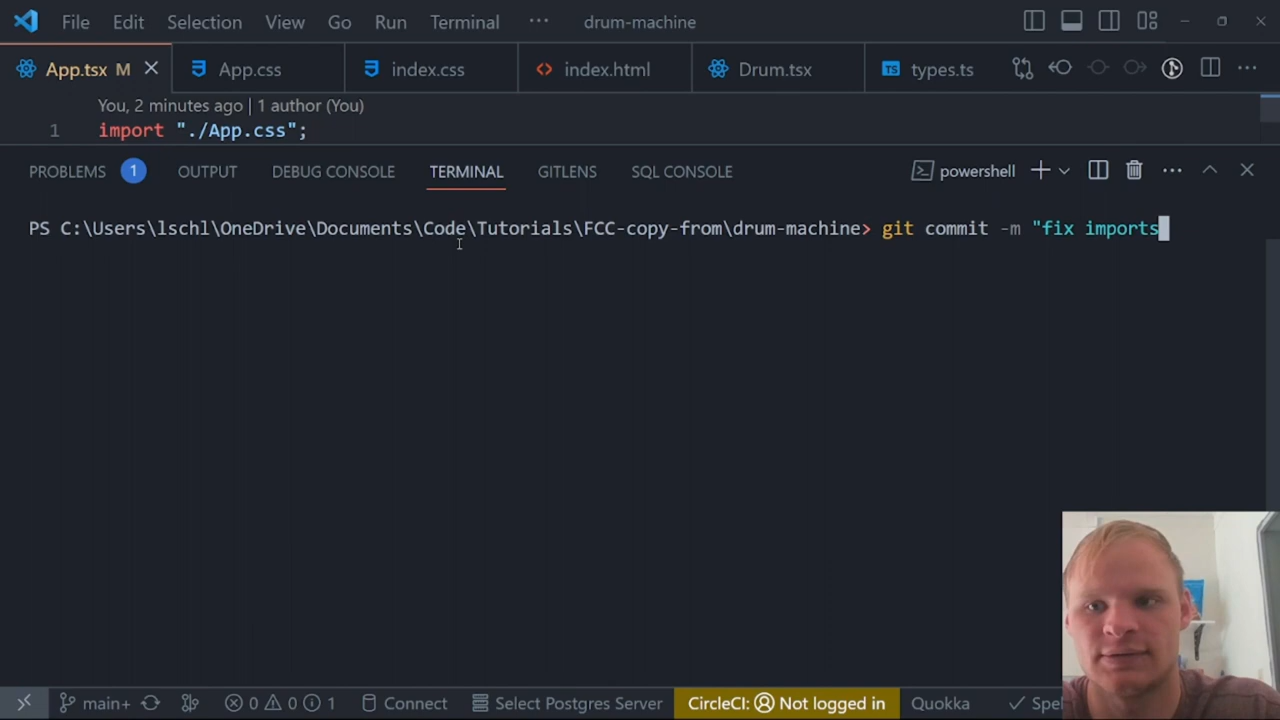 File Edit Selection View Go Run Terminal ··· drum-machine
App.tsx M App.css index.css index.html Drum.tsx TS types.ts
You, 2 minutes ago | 1 author (You)
1 import "./App.css";
PROBLEMS 1 OUTPUT DEBUG CONSOLE TERMINAL GITLENS SQL CONSOLE powershell
PS C:\Users\lschl\OneDrive\Documents\Code\Tutorials\FCC-copy-from\drum-machine> git commit -m "fix imports
main+ 0 0 1 Connect Select Postgres Server CircleCI: Not logged in Quokka Spel